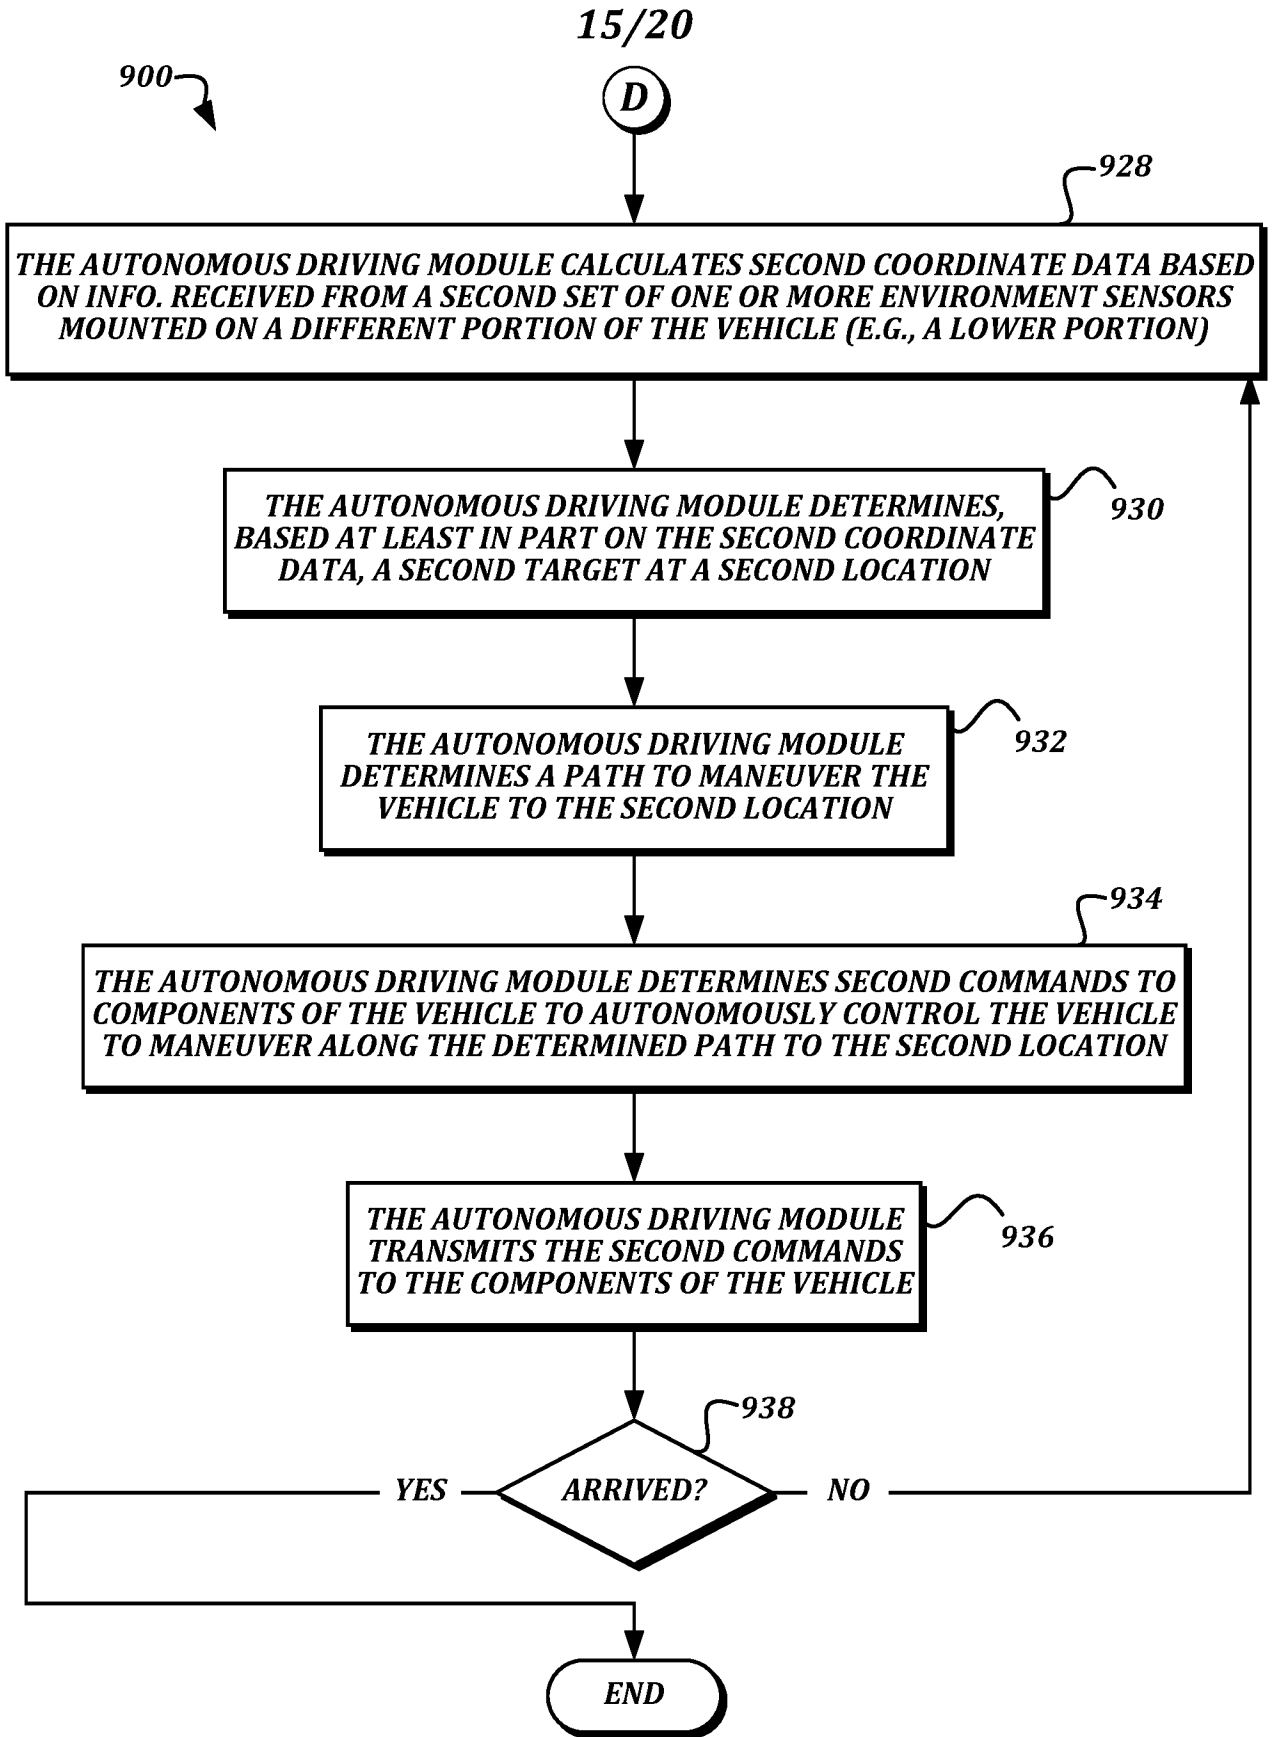 15/20
900
D
928
THE AUTONOMOUS DRIVING MODULE CALCULATES SECOND COORDINATE DATA BASED
ON INFO. RECEIVED FROM A SECOND SET OF ONE OR MORE ENVIRONMENT SENSORS
MOUNTED ON A DIFFERENT PORTION OF THE VEHICLE (E.G., A LOWER PORTION)
930
THE AUTONOMOUS DRIVING MODULE DETERMINES,
BASED AT LEAST IN PART ON THE SECOND COORDINATE
DATA, A SECOND TARGET AT A SECOND LOCATION
932
THE AUTONOMOUS DRIVING MODULE
DETERMINES A PATH TO MANEUVER THE
VEHICLE TO THE SECOND LOCATION
934
THE AUTONOMOUS DRIVING MODULE DETERMINES SECOND COMMANDS TO
COMPONENTS OF THE VEHICLE TO AUTONOMOUSLY CONTROL THE VEHICLE
TO MANEUVER ALONG THE DETERMINED PATH TO THE SECOND LOCATION
936
THE AUTONOMOUS DRIVING MODULE
TRANSMITS THE SECOND COMMANDS
TO THE COMPONENTS OF THE VEHICLE
938
YES
ARRIVED?
NO
END